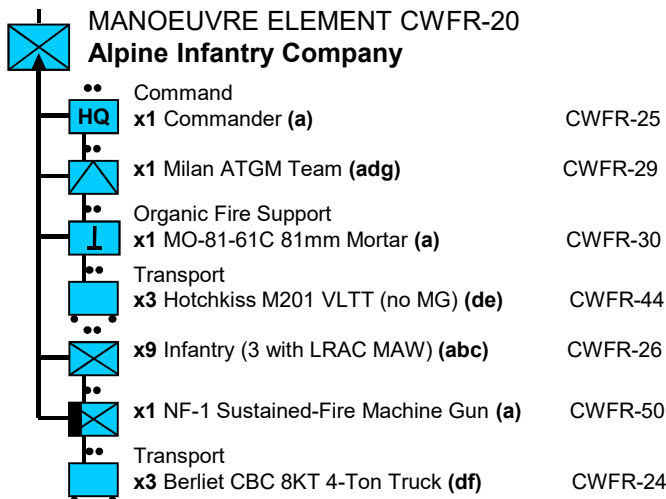 MANOEUVRE ELEMENT CWFR-20
Alpine Infantry Company
Command
HQ x1 Commander (a) CWFR-25
x1 Milan ATGM Team (adg) CWFR-29
Organic Fire Support
x1 MO-81-61C 81mm Mortar (a) CWFR-30
Transport
x3 Hotchkiss M201 VLTT (no MG) (de) CWFR-44
x9 Infantry (3 with LRAC MAW) (abc) CWFR-26
x1 NF-1 Sustained-Fire Machine Gun (a) CWFR-50
Transport
x3 Berliet CBC 8KT 4-Ton Truck (df) CWFR-24